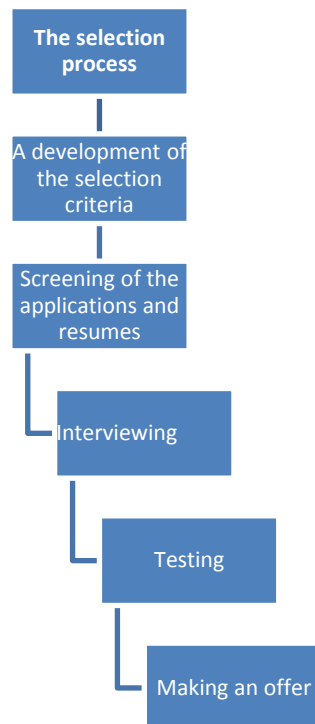 The selection
process
A development of
the selection
criteria
Screening of the
applications and
resumes
Interviewing
Testing
Making an offer